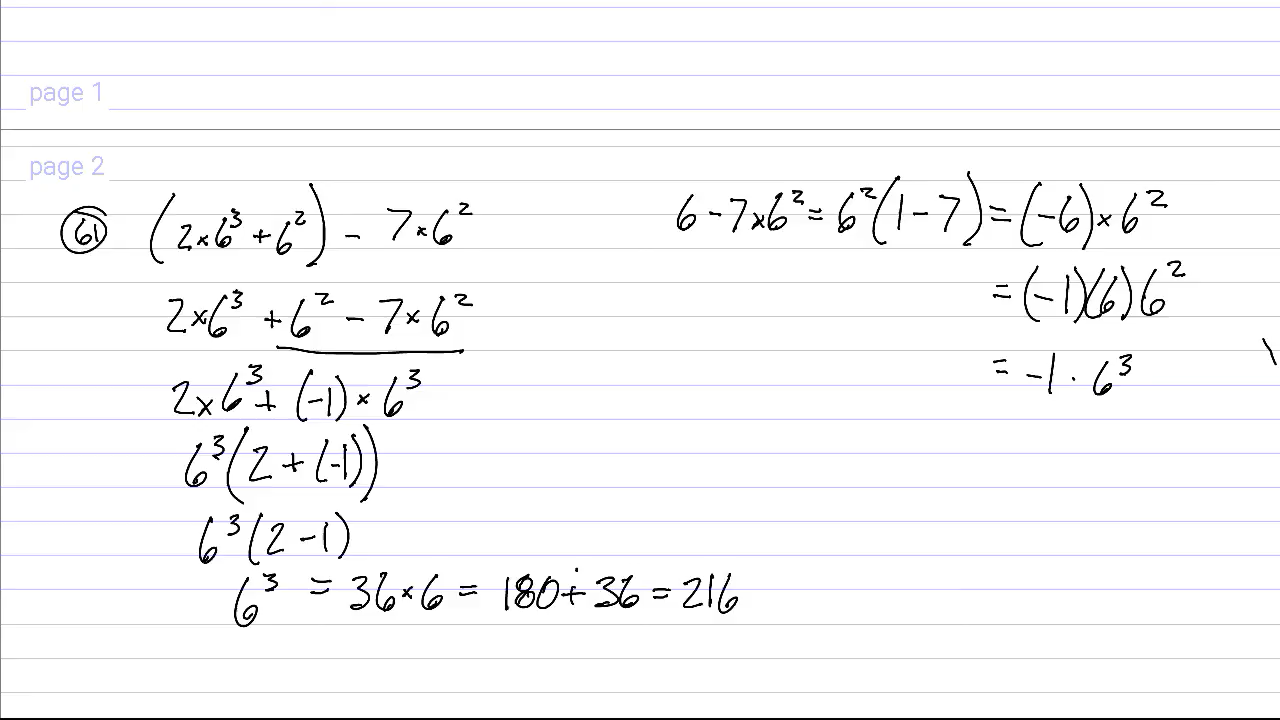 page 1
page 2
61 (2×6³ + 6²) − 7×6²
2×6³ + 6² − 7×6²
2×6³ + (−1) × 6³
6³(2 + (−1))
6³(2 − 1)
6³ = 36×6 = 180 + 36 = 216
6 − 7×6² = 6²(1 − 7) = (−6) × 6²
= (−1)(6)6²
= −1 · 6³